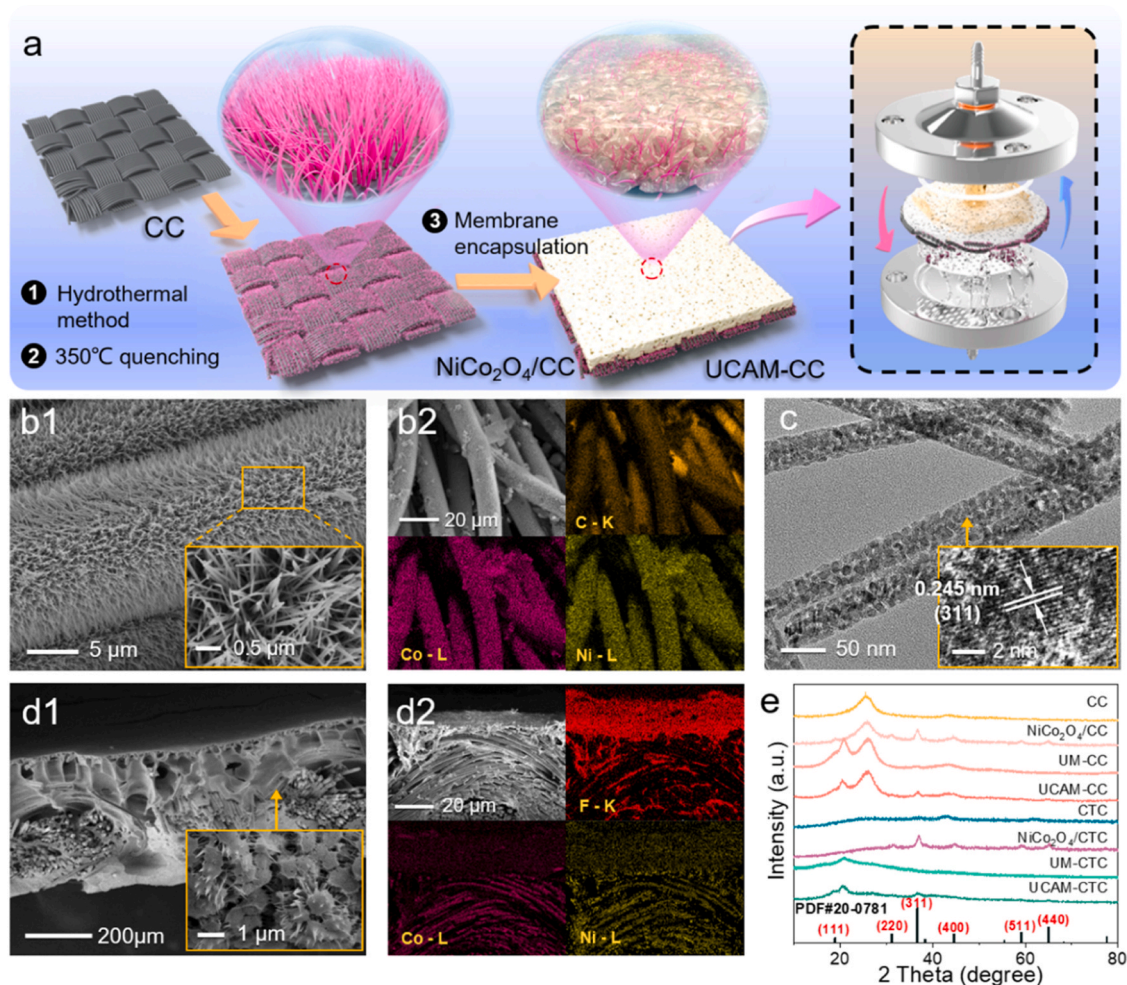 a
CC
1 Hydrothermal
method
2 350℃ quenching
3 Membrane
encapsulation
NiCo₂O₄/CC
UCAM-CC
b1
5 μm
0.5 μm
b2
20 μm
C - K
Co - L
Ni - L
c
0.245 nm
(311)
50 nm
2 nm
d1
200μm
1 μm
d2
20 μm
F - K
Co - L
Ni - L
e
CC
NiCo₂O₄/CC
UM-CC
UCAM-CC
CTC
NiCo₂O₄/CTC
UM-CTC
UCAM-CTC
PDF#20-0781
(111)
(220)
(311)
(400)
(511)
(440)
20 40 60 80
2 Theta (degree)
Intensity (a.u.)